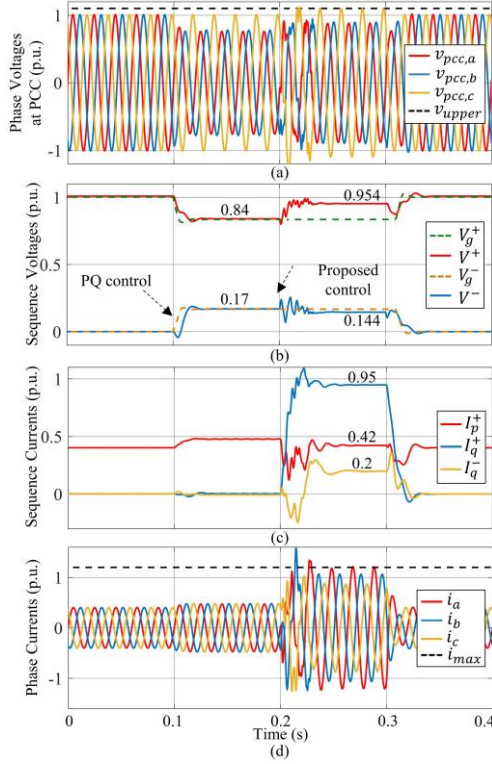 Phase Voltages
at PCC (p.u.)
1
0
-1
v_pcc,a
v_pcc,b
v_pcc,c
v_upper
(a)
Sequence Voltages (p.u.)
1
0.5
0
0.84
0.954
PQ control
0.17
Proposed
control
0.144
V_g^+
V^+
V_g^-
V^-
(b)
Sequence Currents (p.u.)
1
0.5
0
0.95
0.42
0.2
I_p^+
I_q^+
I_q^-
(c)
Phase Currents (p.u.)
1
0
-1
i_a
i_b
i_c
i_max
0 0.1 0.2 0.3 0.4
Time (s)
(d)